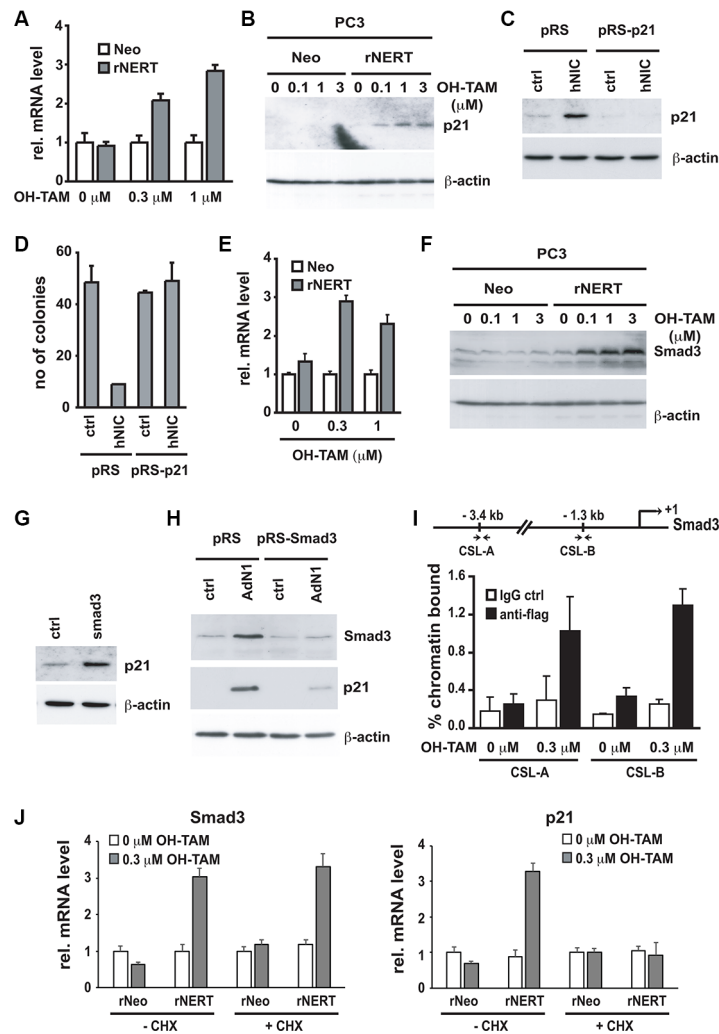 A
rel. mRNA level
4
3
2
1
0
Neo
rNERT
OH-TAM 0 μM 0.3 μM 1 μM
B
PC3
Neo rNERT
0 0.1 1 3 0 0.1 1 3 OH-TAM (μM)
p21
β-actin
C
pRS pRS-p21
ctrl hNIC ctrl hNIC
p21
β-actin
D
no of colonies
60
40
20
0
ctrl hNIC ctrl hNIC
pRS pRS-p21
E
rel. mRNA level
4
3
2
1
0
Neo
rNERT
0 0.3 1
OH-TAM (μM)
F
PC3
Neo rNERT
0 0.1 1 3 0 0.1 1 3 OH-TAM (μM)
Smad3
β-actin
G
ctrl smad3
p21
β-actin
H
pRS pRS-Smad3
ctrl AdN1 ctrl AdN1
Smad3
p21
β-actin
I
- 3.4 kb - 1.3 kb +1
Smad3
CSL-A CSL-B
% chromatin bound
1.6
1.2
0.8
0.4
0.0
IgG ctrl
anti-flag
OH-TAM 0 μM 0.3 μM 0 μM 0.3 μM
CSL-A CSL-B
J
Smad3
rel. mRNA level
4
3
2
1
0
0 μM OH-TAM
0.3 μM OH-TAM
rNeo rNERT rNeo rNERT
- CHX + CHX
p21
rel. mRNA level
4
3
2
1
0
0 μM OH-TAM
0.3 μM OH-TAM
rNeo rNERT rNeo rNERT
- CHX + CHX